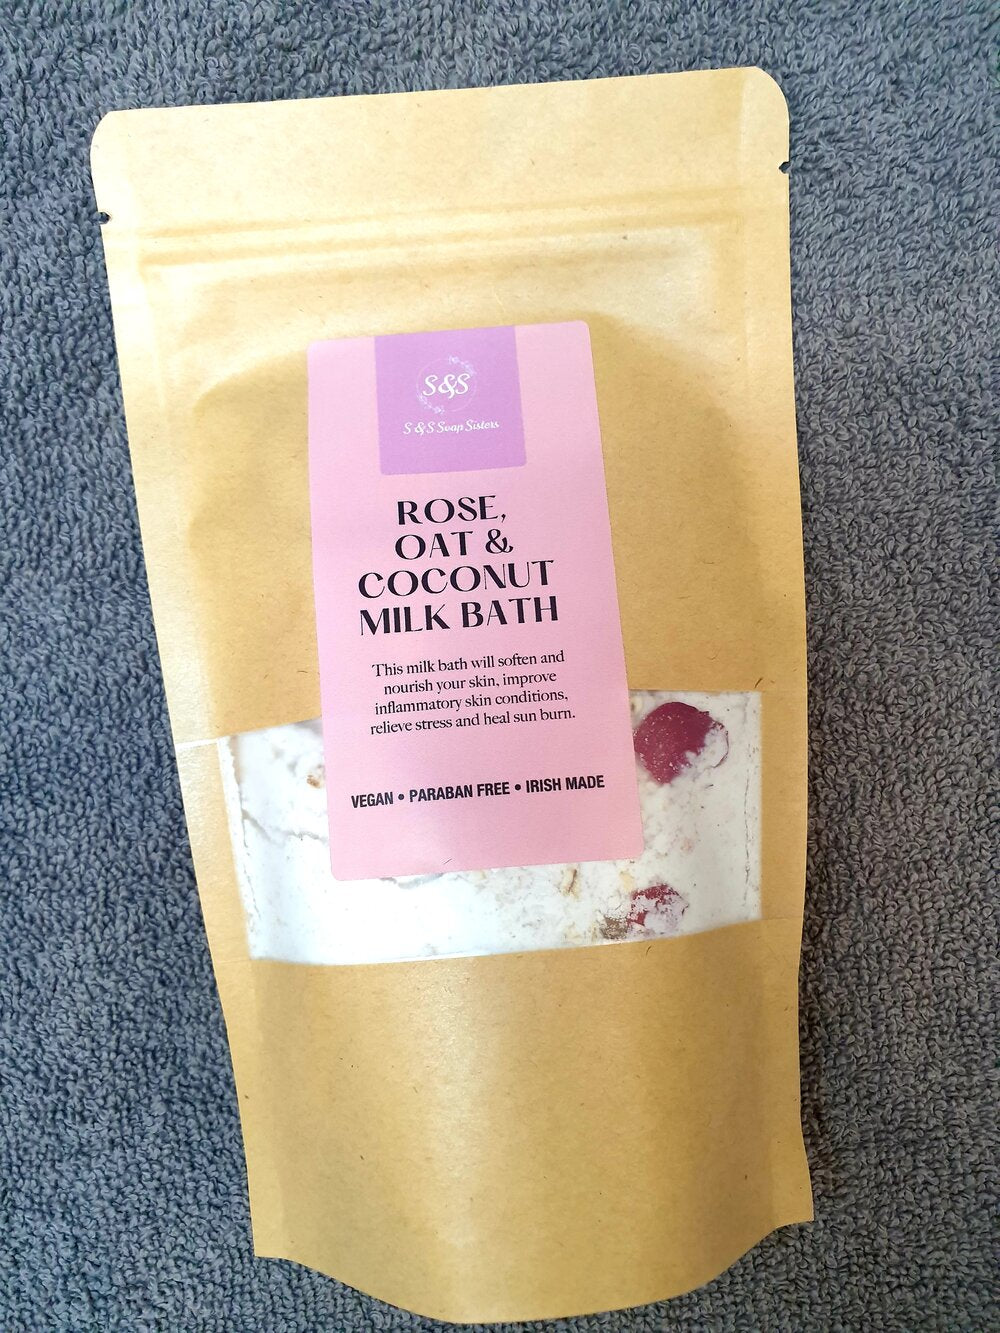 S&S
S & S Soap Sisters
ROSE,
OAT &
COCONUT
MILK BATH
This milk bath will soften and
nourish your skin, improve
inflammatory skin conditions,
relieve stress and heal sun burn.
VEGAN • PARABAN FREE • IRISH MADE